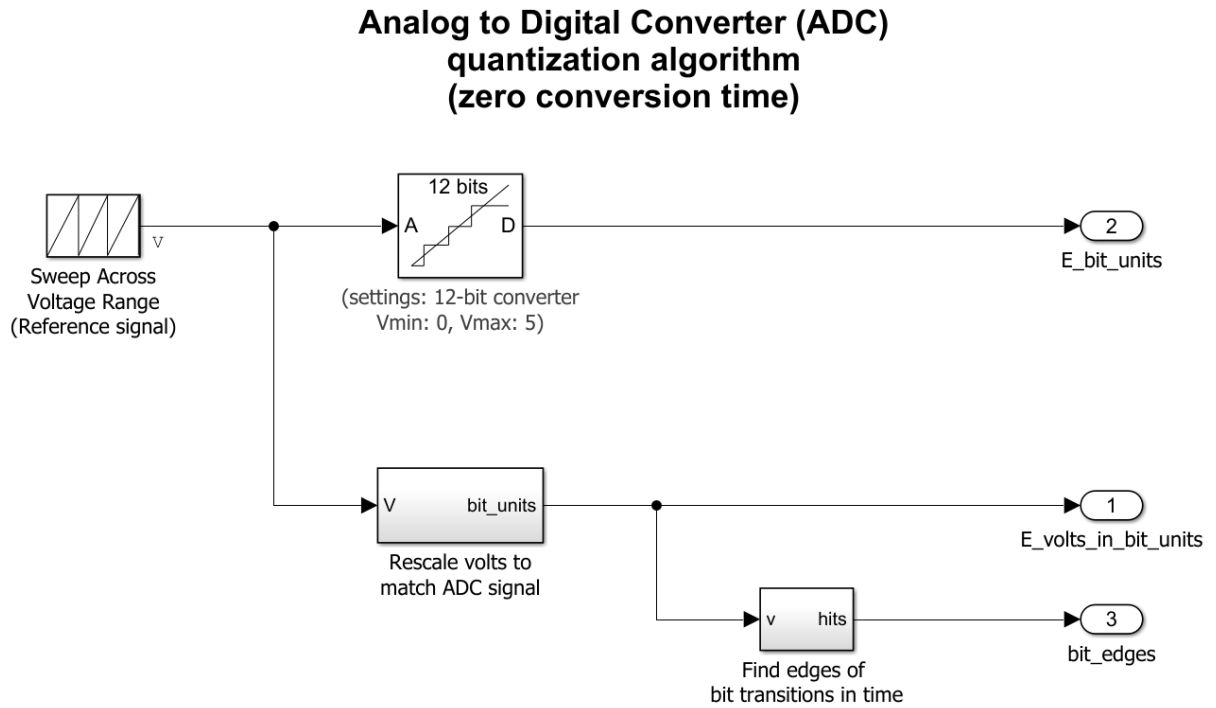 Analog to Digital Converter (ADC)
quantization algorithm
(zero conversion time)
12 bits
A
D
V
Sweep Across
Voltage Range
(Reference signal)
(settings: 12-bit converter
Vmin: 0, Vmax: 5)
2
E_bit_units
V
bit_units
Rescale volts to
match ADC signal
1
E_volts_in_bit_units
v
hits
Find edges of
bit transitions in time
3
bit_edges